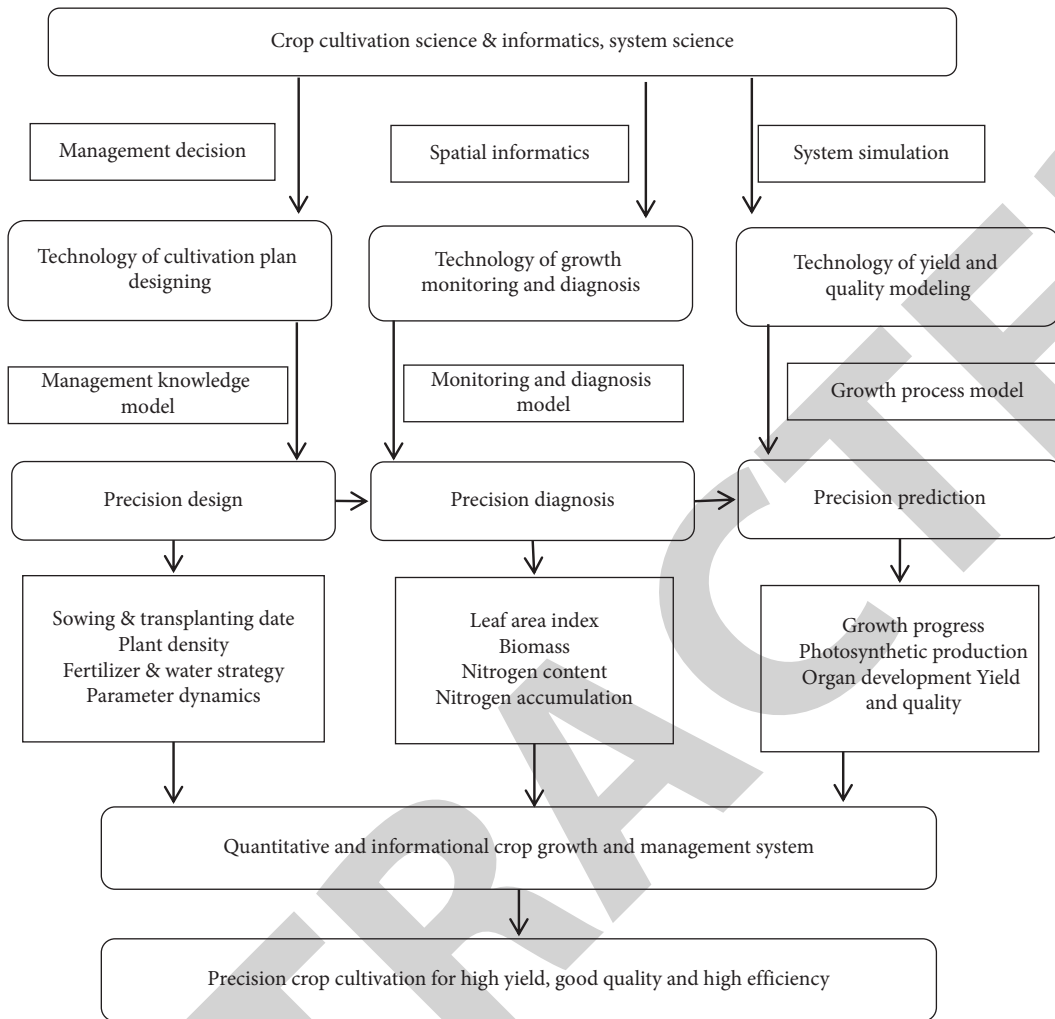 Crop cultivation science & informatics, system science
Management decision
Spatial informatics
System simulation
Technology of cultivation plan
designing
Technology of growth
monitoring and diagnosis
Technology of yield and
quality modeling
Management knowledge
model
Monitoring and diagnosis
model
Growth process model
Precision design
Precision diagnosis
Precision prediction
Sowing & transplanting date
Plant density
Fertilizer & water strategy
Parameter dynamics
Leaf area index
Biomass
Nitrogen content
Nitrogen accumulation
Growth progress
Photosynthetic production
Organ development Yield
and quality
Quantitative and informational crop growth and management system
Precision crop cultivation for high yield, good quality and high efficiency
TRACTE